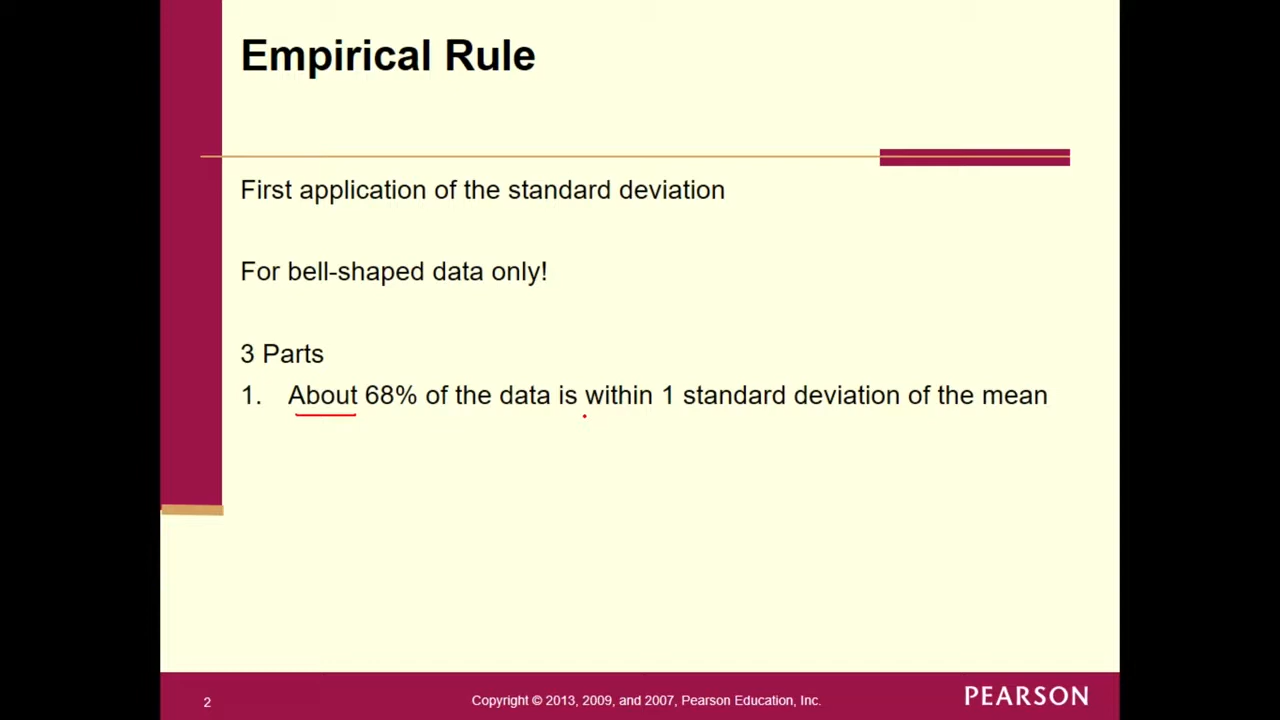 Empirical Rule
First application of the standard deviation
For bell-shaped data only!
3 Parts
1. About 68% of the data is within 1 standard deviation of the mean
2
Copyright © 2013, 2009, and 2007, Pearson Education, Inc.
PEARSON